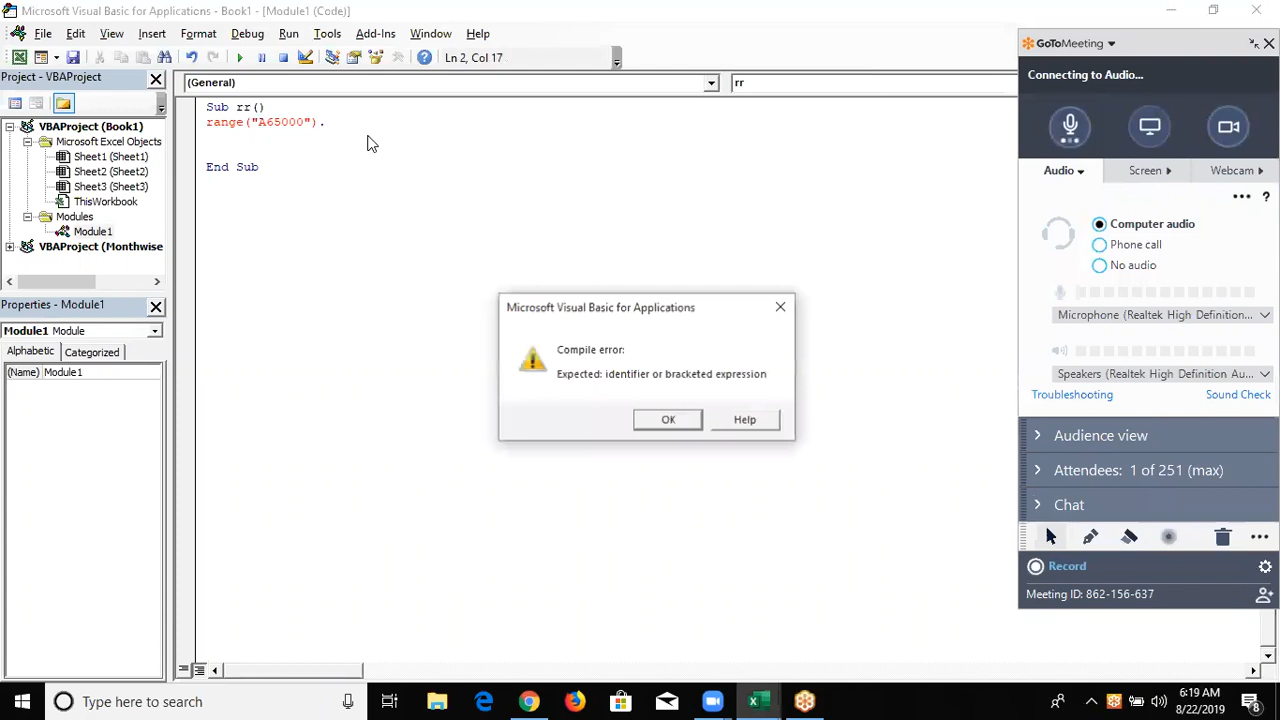 Microsoft Visual Basic for Applications - Book1 - [Module1 (Code)]
File Edit View Insert Format Debug Run Tools Add-Ins Window Help
Ln 2, Col 17
Project - VBAProject
VBAProject (Book1)
Microsoft Excel Objects
Sheet1 (Sheet1)
Sheet2 (Sheet2)
Sheet3 (Sheet3)
ThisWorkbook
Modules
Module1
VBAProject (Monthwise
Properties - Module1
Module1 Module
Alphabetic Categorized
(Name) Module1
(General) rr
Sub rr()
range("A65000").
End Sub
Microsoft Visual Basic for Applications
Compile error:
Expected: identifier or bracketed expression
OK Help
GoToMeeting
Connecting to Audio...
Audio Screen Webcam
?
Computer audio
Phone call
No audio
Microphone (Realtek High Definition...
Speakers (Realtek High Definition Au...
Troubleshooting Sound Check
Audience view
Attendees: 1 of 251 (max)
Chat
Record
Meeting ID: 862-156-637
Type here to search
6:19 AM
8/22/2019
8